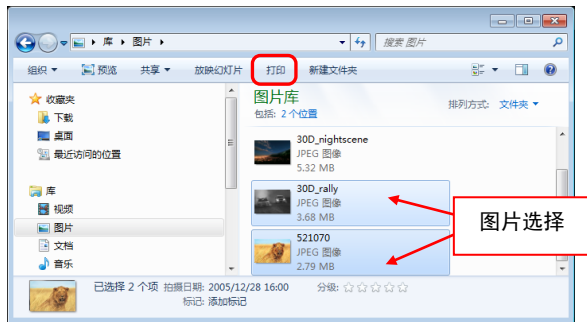 库 图片
搜索 图片
组织 预览 共享 放映幻灯片 打印 新建文件夹
收藏夹
下载
桌面
最近访问的位置
库
视频
图片
文档
音乐
图片库
包括: 2 个位置
排列方式: 文件夹
30D_nightscene
JPEG 图像
5.32 MB
30D_rally
JPEG 图像
3.68 MB
521070
JPEG 图像
2.79 MB
图片选择
已选择 2 个项 拍摄日期: 2005/12/28 16:00 分级:
标记: 添加标记